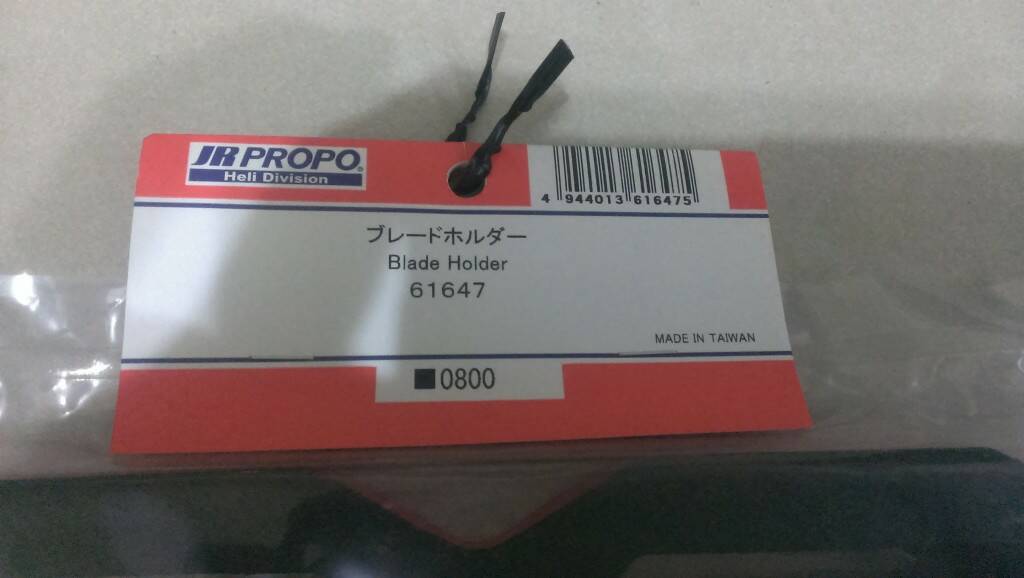 JR PROPO®
Heli Division
4 944013 616475
ブレードホルダー
Blade Holder
61647
MADE IN TAIWAN
■0800